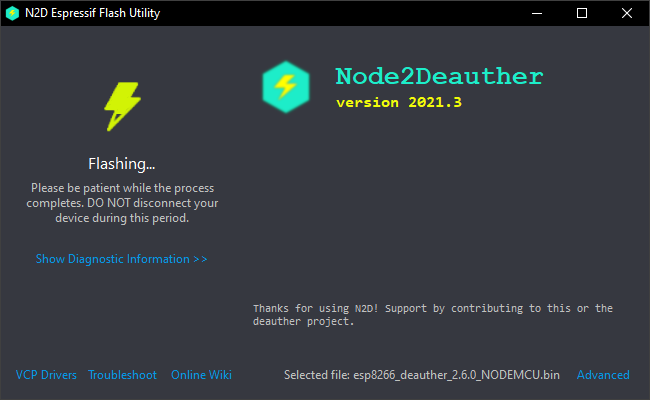 N2D Espressif Flash Utility
Node2Deauther
version 2021.3
Flashing...
Please be patient while the process
completes. DO NOT disconnect your
device during this period.
Show Diagnostic Information >>
Thanks for using N2D! Support by contributing to this or the
deauther project.
VCP Drivers Troubleshoot Online Wiki Selected file: esp8266_deauther_2.6.0_NODEMCU.bin Advanced